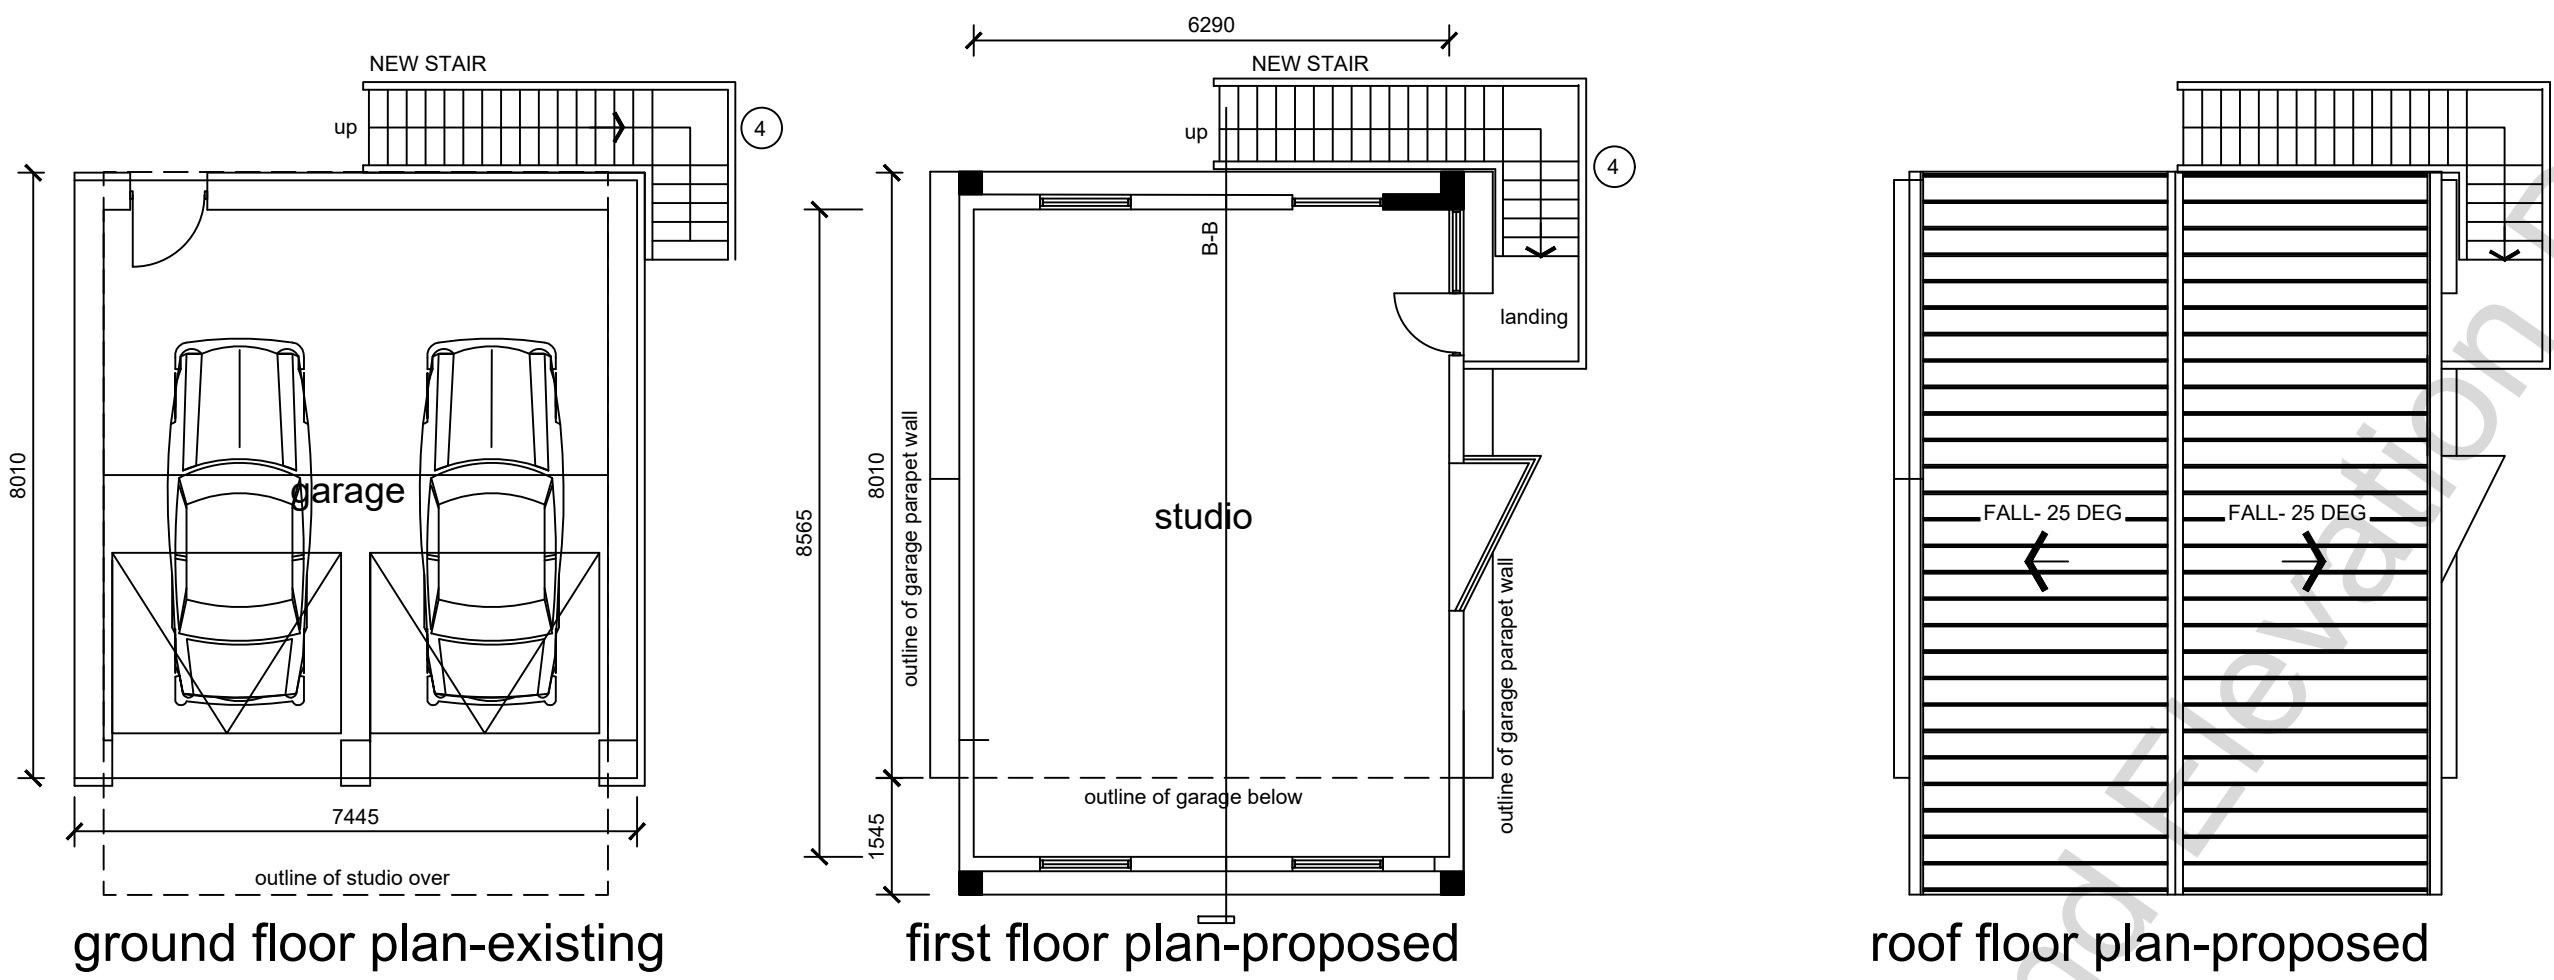 NEW STAIR
up
4
8010
garage
7445
outline of studio over
ground floor plan-existing
6290
NEW STAIR
up
4
B-B
landing
8565
8010
outline of garage parapet wall
studio
outline of garage parapet wall
outline of garage below
1545
first floor plan-proposed
FALL- 25 DEG
FALL- 25 DEG
roof floor plan-proposed
Elevation